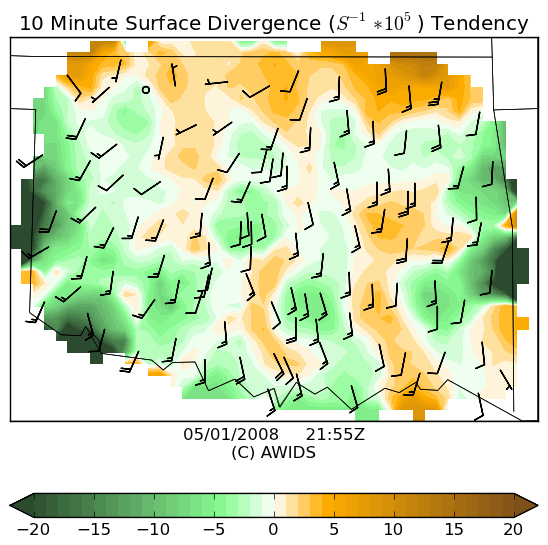 10 Minute Surface Divergence (S⁻¹ *10⁵ ) Tendency
05/01/2008 21:55Z
(C) AWIDS
−20 −15 −10 −5 0 5 10 15 20